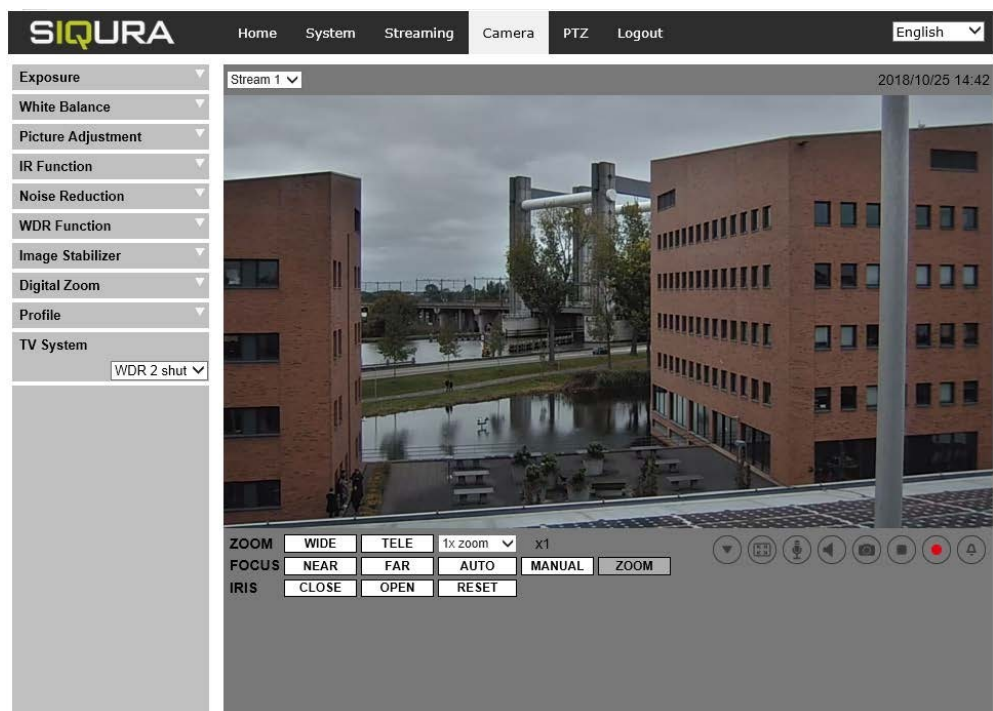 SIQURA
Home System Streaming Camera PTZ Logout English
Exposure
White Balance
Picture Adjustment
IR Function
Noise Reduction
WDR Function
Image Stabilizer
Digital Zoom
Profile
TV System
WDR 2 shut
Stream 1 2018/10/25 14:42
ZOOM WIDE TELE 1x zoom x1
FOCUS NEAR FAR AUTO MANUAL ZOOM
IRIS CLOSE OPEN RESET